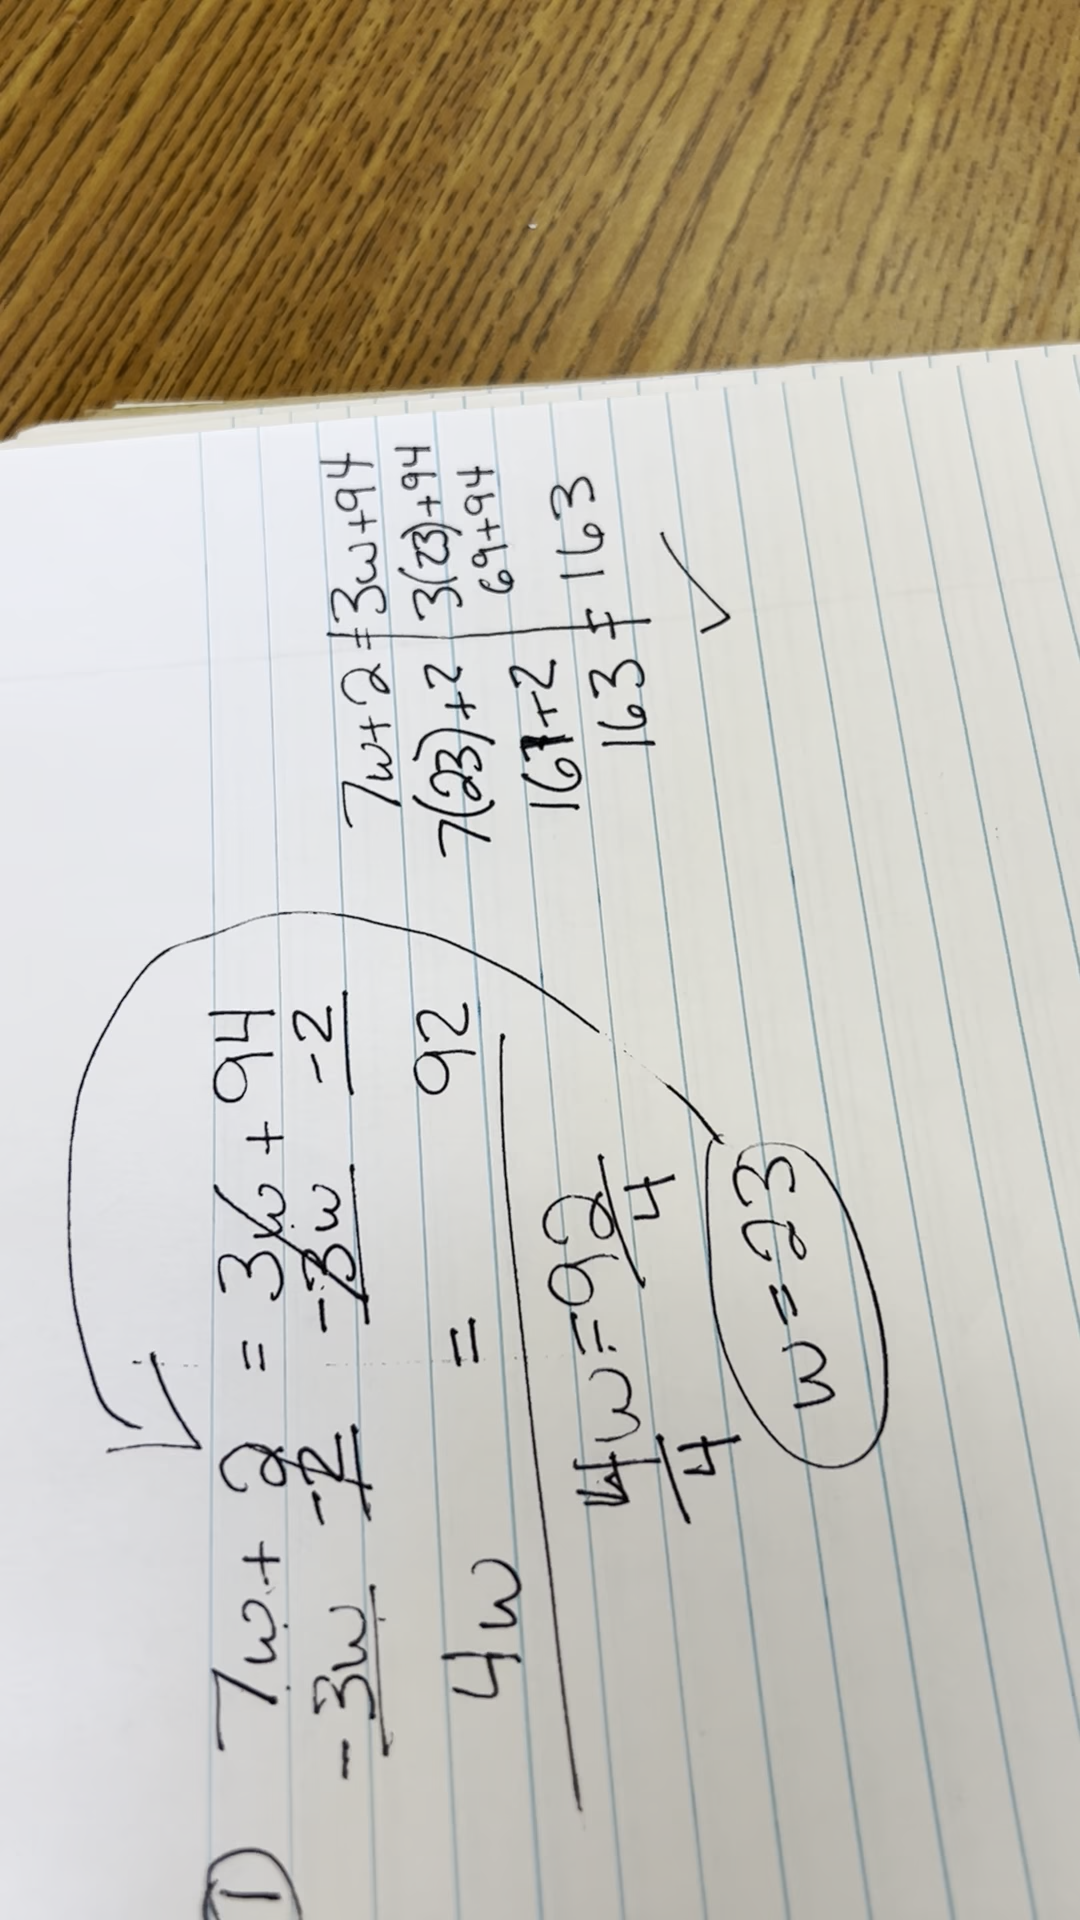 ① 7w + 2 = 3w + 94
-3w -2 -3w -2
4w = 92
4w = 92
4 4
w = 23
7w+2 = 3w+94
7(23)+2 3(23)+94
69+94
161+2
163 = 163 ✓